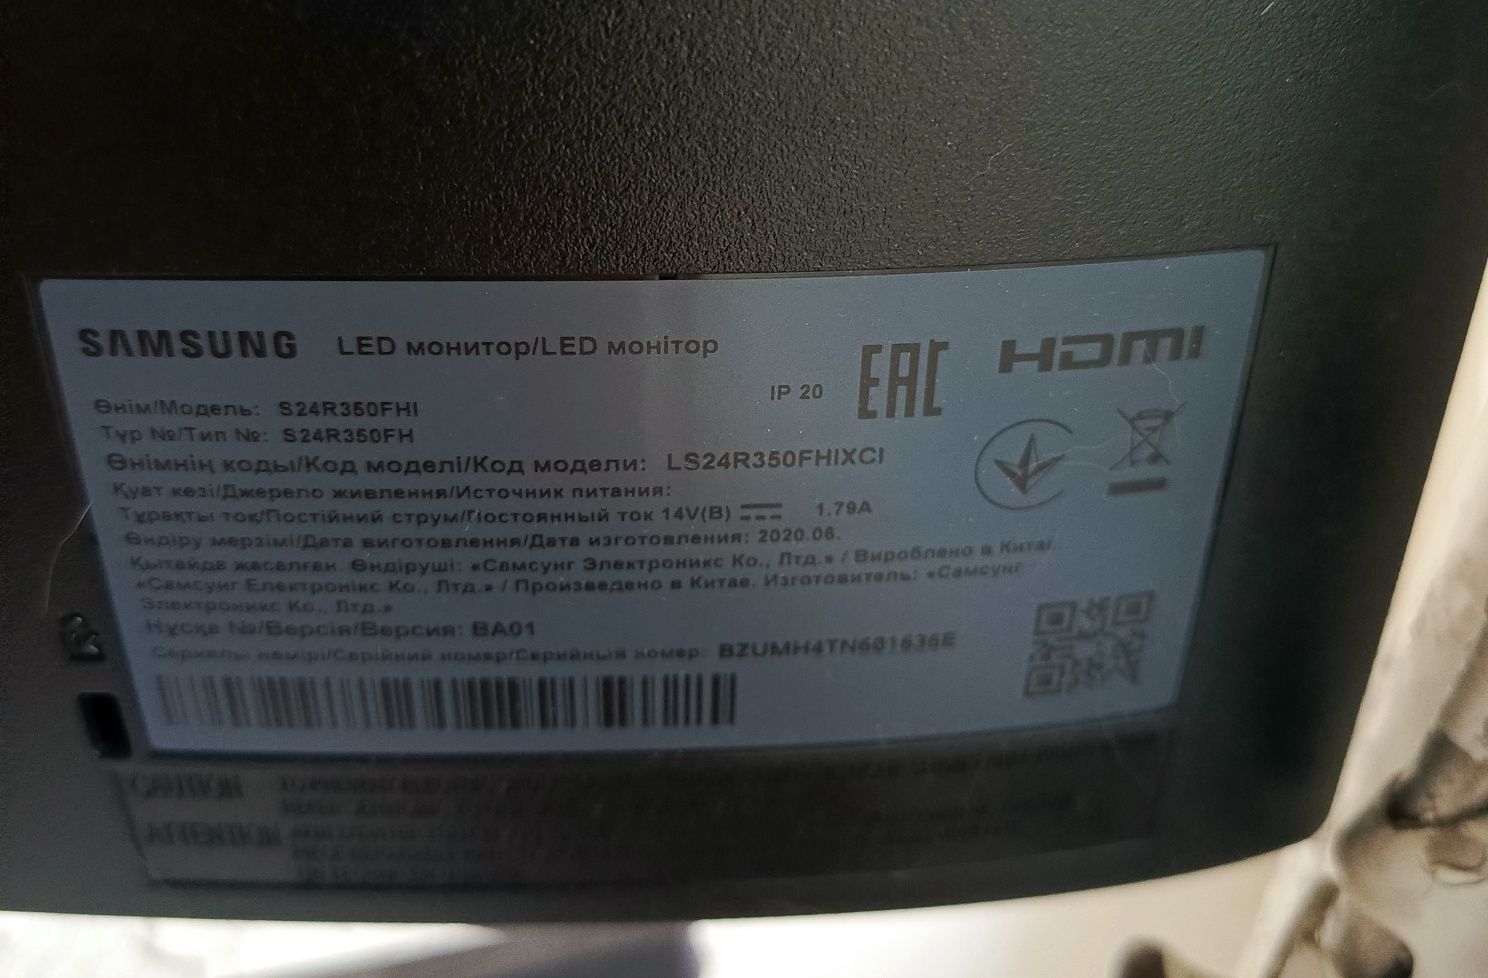 SAMSUNG LED монитор/LED монітор
IP 20 EAC HDMI
Өнім/Модель: S24R350FHI
Түр №/Тип №: S24R350FH
Өнімнің коды/Код моделі/Код модели: LS24R350FHIXCI
Қуат көзі/Джерело живлення/Источник питания:
Тұрақты ток/Постійний струм/Постоянный ток 14V(В) 1.79A
Өндіру мерзімі/Дата виготовлення/Дата изготовления: 2020.06.
Қытайда жасалған. Өндіруші: «Самсунг Электроникс Ко., Лтд.» / Вироблено в Китаї.
«Самсунг Електронікс Ко., Лтд.» / Произведено в Китае. Изготовитель: «Самсунг
Электроникс Ко., Лтд.»
Нұсқа №/Версія/Версия: BA01
Сериялы нөмірі/Серійний номер/Серийный номер: BZUMH4TN601636E
CAUTION
ATTENTION